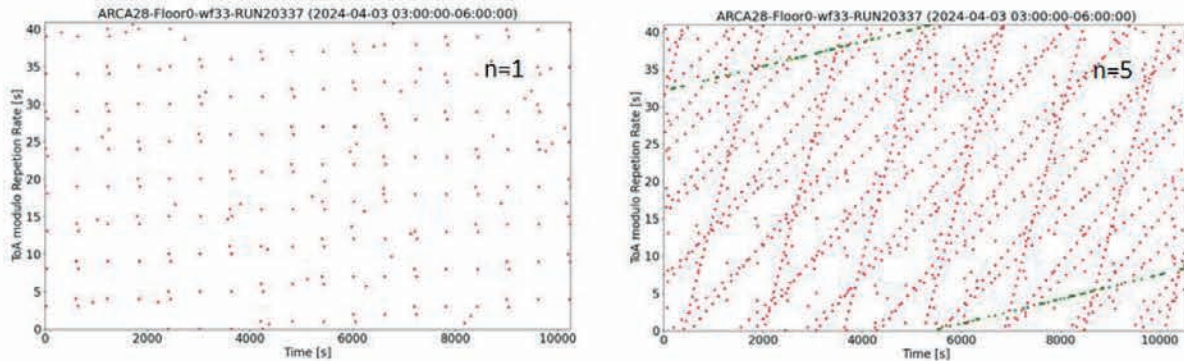 ARCA28-Floor0-wf33-RUN20337 (2024-04-03 03:00:00-06:00:00)
40
35
30
25
20
15
10
5
0
ToA modulo Repetion Rate [s]
n=1
0 2000 4000 6000 8000 10000
Time [s]
ARCA28-Floor0-wf33-RUN20337 (2024-04-03 03:00:00-06:00:00)
40
35
30
25
20
15
10
5
0
ToA modulo Repetion Rate [s]
n=5
0 2000 4000 6000 8000 10000
Time [s]